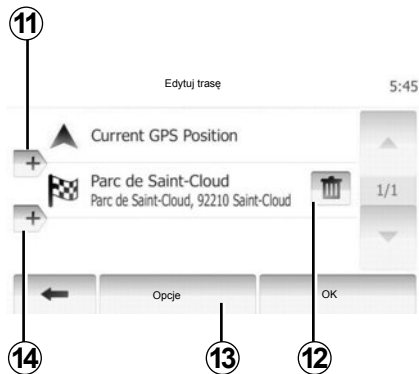 11
Edytuj trasę 5:45
Current GPS Position
+
Parc de Saint-Cloud
Parc de Saint-Cloud, 92210 Saint-Cloud
1/1
+
Opcje OK
14 13 12